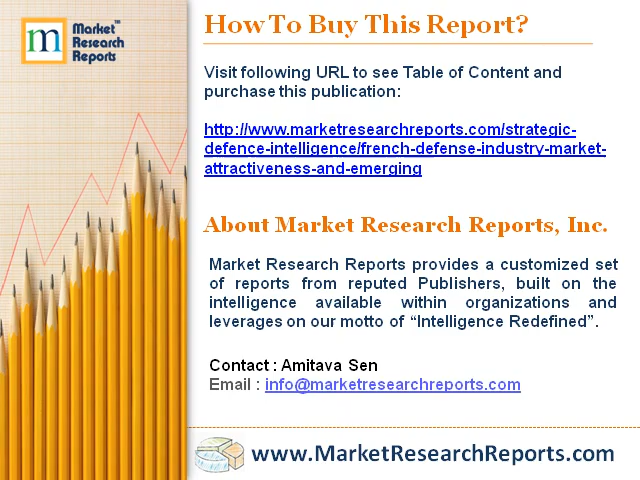 m
Market™
Research
Reports
How To Buy This Report?
Visit following URL to see Table of Content and
purchase this publication:
http://www.marketresearchreports.com/strategic-
defence-intelligence/french-defense-industry-market-
attractiveness-and-emerging
About Market Research Reports, Inc.
Market Research Reports provides a customized set
of reports from reputed Publishers, built on the
intelligence available within organizations and
leverages on our motto of “Intelligence Redefined”.
Contact : Amitava Sen
Email : info@marketresearchreports.com
www.MarketResearchReports.com